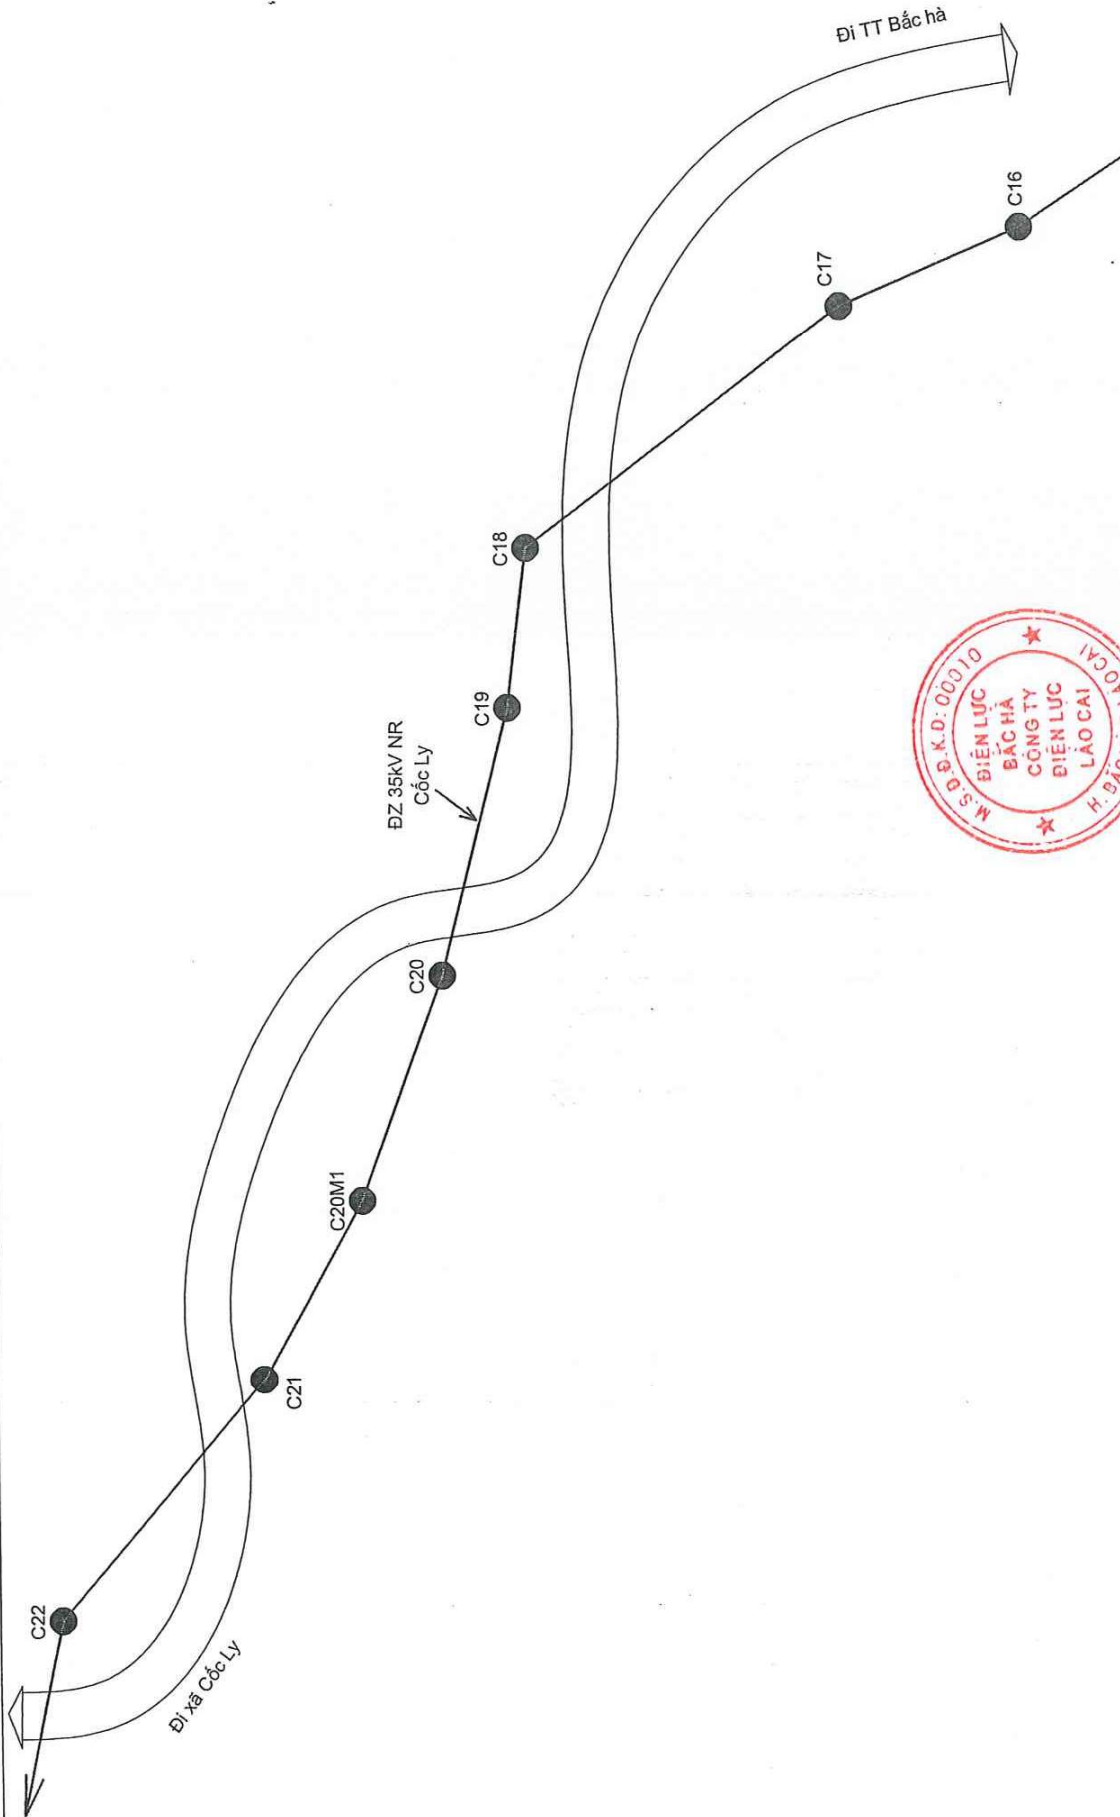 Đi TT Bắc hà
C16
C17
C18
C19
ĐZ 35kV NR
Cốc Ly
C20
C20M1
C21
C22
Đi xã Cốc Ly
M.S.D.Đ.K.D: 00010
ĐIỆN LỰC
BẮC HÀ
CÔNG TY
ĐIỆN LỰC
LÀO CAI